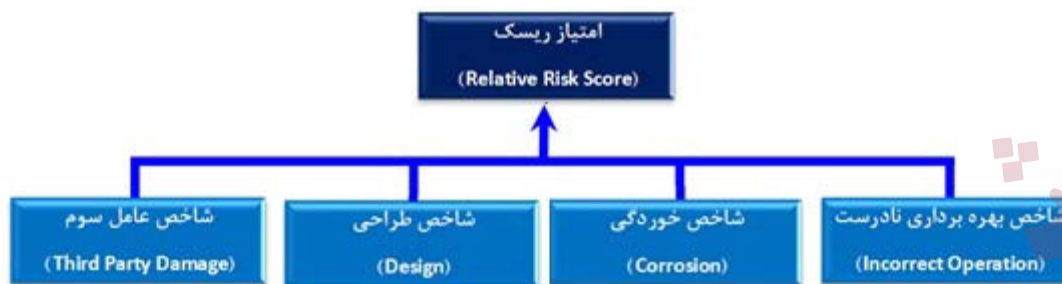 امتیاز ریسک
(Relative Risk Score)
شاخص عامل سوم
(Third Party Damage)
شاخص طراحی
(Design)
شاخص خوردگی
(Corrosion)
شاخص بهره برداری نادرست
(Incorrect Operation)